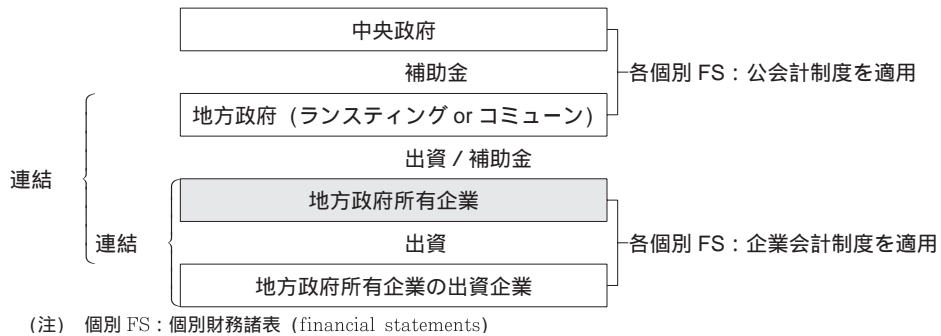 中央政府
補助金
各個別 FS：公会計制度を適用
地方政府（ランスティング or コミューン）
出資 / 補助金
連結
地方政府所有企業
連結
出資
各個別 FS：企業会計制度を適用
地方政府所有企業の出資企業
(注) 個別 FS：個別財務諸表 (financial statements)